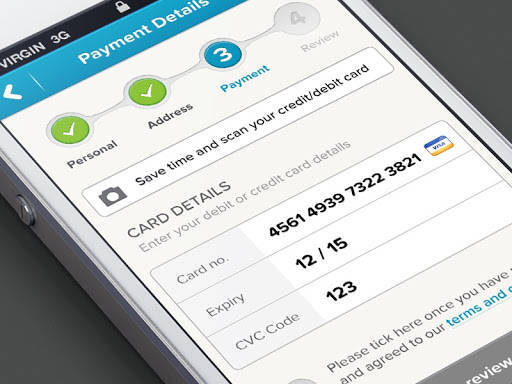 VIRGIN 3G
Payment Details
3
4
Personal
Address
Payment
Review
Save time and scan your credit/debit card
CARD DETAILS
Enter your debit or credit card details
Card no. 4561 4939 7322 3821 VISA
Expiry 12 / 15
CVC Code 123
Please tick here once you have
and agreed to our terms and
review